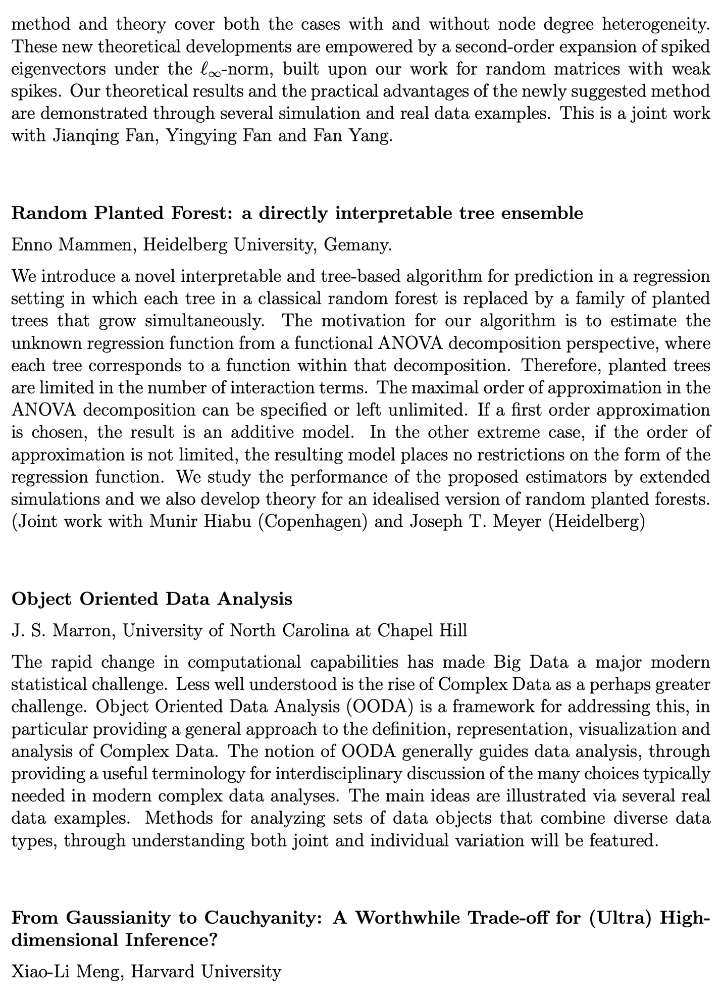 method and theory cover both the cases with and without node degree heterogeneity.
These new theoretical developments are empowered by a second-order expansion of spiked
eigenvectors under the ℓ∞-norm, built upon our work for random matrices with weak
spikes. Our theoretical results and the practical advantages of the newly suggested method
are demonstrated through several simulation and real data examples. This is a joint work
with Jianqing Fan, Yingying Fan and Fan Yang.
Random Planted Forest: a directly interpretable tree ensemble
Enno Mammen, Heidelberg University, Gemany.
We introduce a novel interpretable and tree-based algorithm for prediction in a regression
setting in which each tree in a classical random forest is replaced by a family of planted
trees that grow simultaneously. The motivation for our algorithm is to estimate the
unknown regression function from a functional ANOVA decomposition perspective, where
each tree corresponds to a function within that decomposition. Therefore, planted trees
are limited in the number of interaction terms. The maximal order of approximation in the
ANOVA decomposition can be specified or left unlimited. If a first order approximation
is chosen, the result is an additive model. In the other extreme case, if the order of
approximation is not limited, the resulting model places no restrictions on the form of the
regression function. We study the performance of the proposed estimators by extended
simulations and we also develop theory for an idealised version of random planted forests.
(Joint work with Munir Hiabu (Copenhagen) and Joseph T. Meyer (Heidelberg)
Object Oriented Data Analysis
J. S. Marron, University of North Carolina at Chapel Hill
The rapid change in computational capabilities has made Big Data a major modern
statistical challenge. Less well understood is the rise of Complex Data as a perhaps greater
challenge. Object Oriented Data Analysis (OODA) is a framework for addressing this, in
particular providing a general approach to the definition, representation, visualization and
analysis of Complex Data. The notion of OODA generally guides data analysis, through
providing a useful terminology for interdisciplinary discussion of the many choices typically
needed in modern complex data analyses. The main ideas are illustrated via several real
data examples. Methods for analyzing sets of data objects that combine diverse data
types, through understanding both joint and individual variation will be featured.
From Gaussianity to Cauchyanity: A Worthwhile Trade-off for (Ultra) High-
dimensional Inference?
Xiao-Li Meng, Harvard University